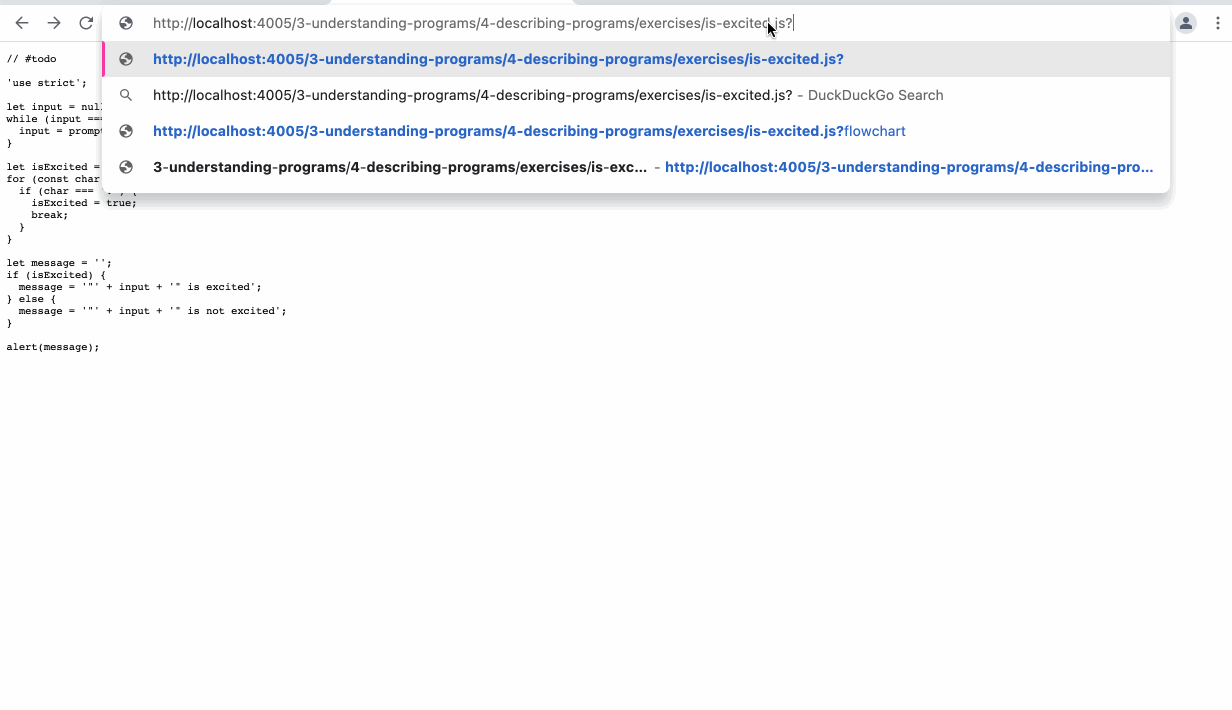 http://localhost:4005/3-understanding-programs/4-describing-programs/exercises/is-excited.js?
http://localhost:4005/3-understanding-programs/4-describing-programs/exercises/is-excited.js?
http://localhost:4005/3-understanding-programs/4-describing-programs/exercises/is-excited.js? - DuckDuckGo Search
http://localhost:4005/3-understanding-programs/4-describing-programs/exercises/is-excited.js?flowchart
3-understanding-programs/4-describing-programs/exercises/is-exc... - http://localhost:4005/3-understanding-programs/4-describing-pro...
// #todo
'use strict';
let input =
while (input
input =
}
let isExcited =
for (const char
if (char ===
isExcited = true;
break;
}
}
let message = '';
if (isExcited) {
message = '"' + input + '" is excited';
} else {
message = '"' + input + '" is not excited';
}
alert(message);